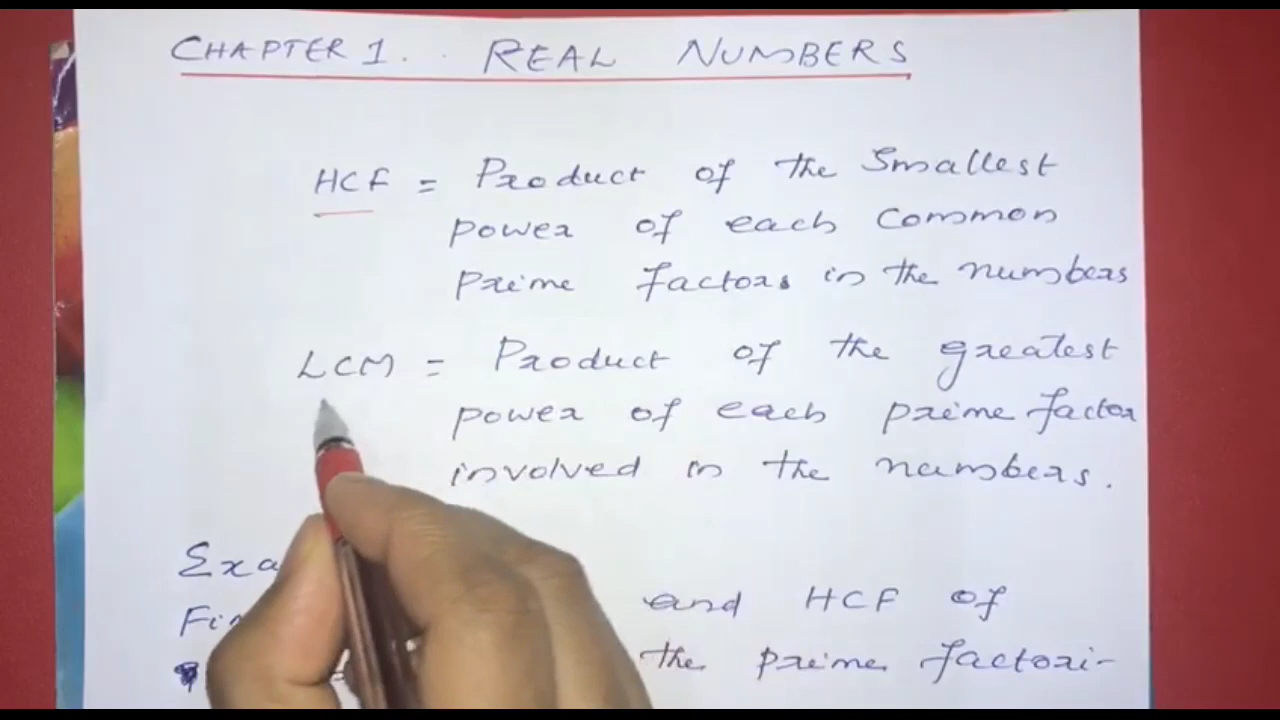 CHAPTER 1. REAL NUMBERS
HCF = Product of the Smallest
power of each Common
prime factors in the numbers
LCM = Product of the greatest
power of each prime factor
involved in the numbers.
and HCF of
the prime factori-